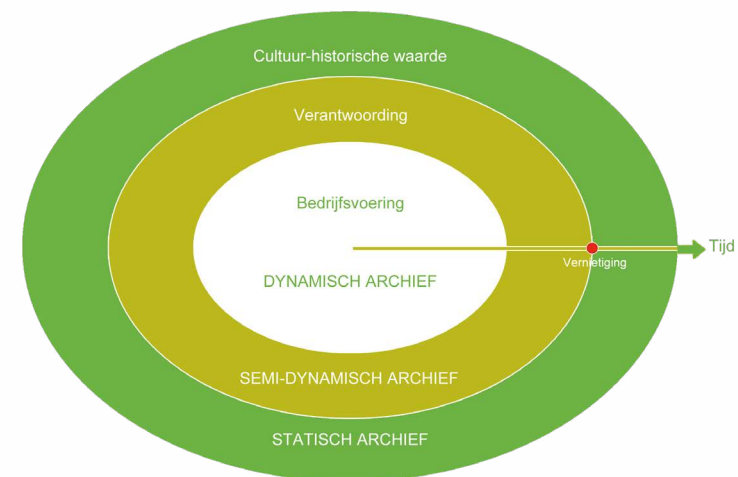 Cultuur-historische waarde
Verantwoording
Bedrijfsvoering
Tijd
Vernietiging
DYNAMISCH ARCHIEF
SEMI-DYNAMISCH ARCHIEF
STATISCH ARCHIEF